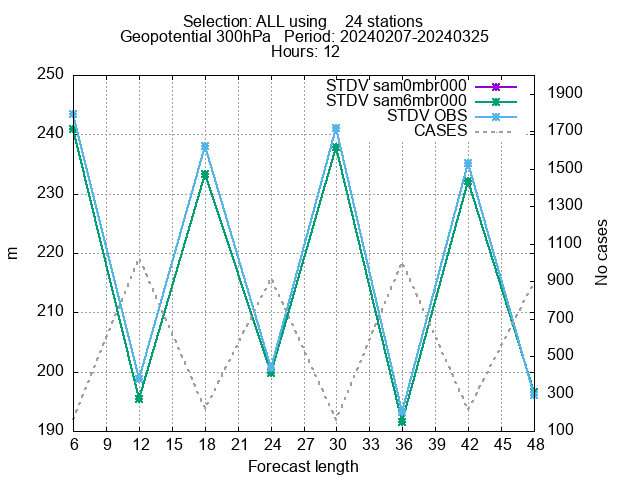 Selection: ALL using    24 stations
Geopotential 300hPa   Period: 20240207-20240325
Hours: 12
STDV sam0mbr000
STDV sam6mbr000
STDV OBS
CASES
250
240
230
220
210
200
190
m
1900
1700
1500
1300
1100
900
700
500
300
100
No cases
6 9 12 15 18 21 24 27 30 33 36 39 42 45 48
Forecast length